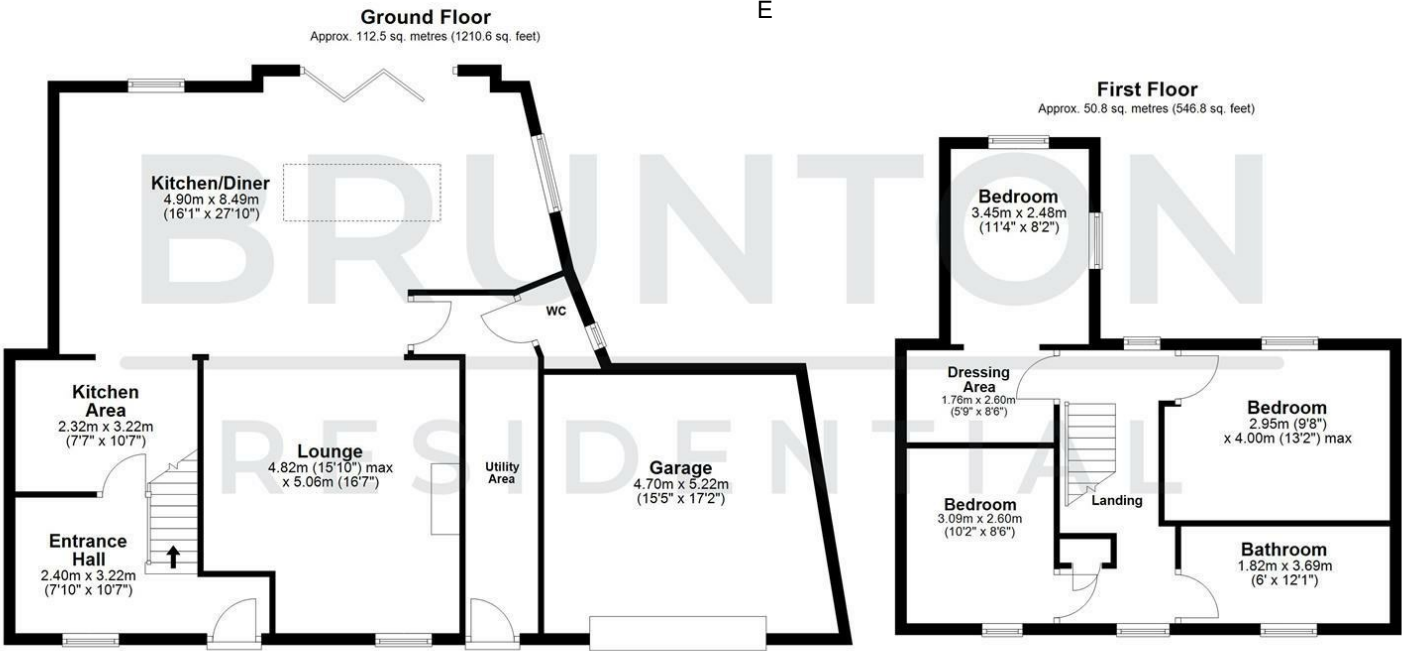 E
Ground Floor
Approx. 112.5 sq. metres (1210.6 sq. feet)
Kitchen/Diner
4.90m x 8.49m
(16'1" x 27'10")
WC
Kitchen
Area
2.32m x 3.22m
(7'7" x 10'7")
Lounge
4.82m (15'10") max
x 5.06m (16'7")
Utility
Area
Garage
4.70m x 5.22m
(15'5" x 17'2")
Entrance
Hall
2.40m x 3.22m
(7'10" x 10'7")
First Floor
Approx. 50.8 sq. metres (546.8 sq. feet)
Bedroom
3.45m x 2.48m
(11'4" x 8'2")
Dressing
Area
1.76m x 2.60m
(5'9" x 8'6")
Bedroom
2.95m (9'8")
x 4.00m (13'2") max
Landing
Bedroom
3.09m x 2.60m
(10'2" x 8'6")
Bathroom
1.82m x 3.69m
(6' x 12'1")
BRUNTON
RESIDENTIAL